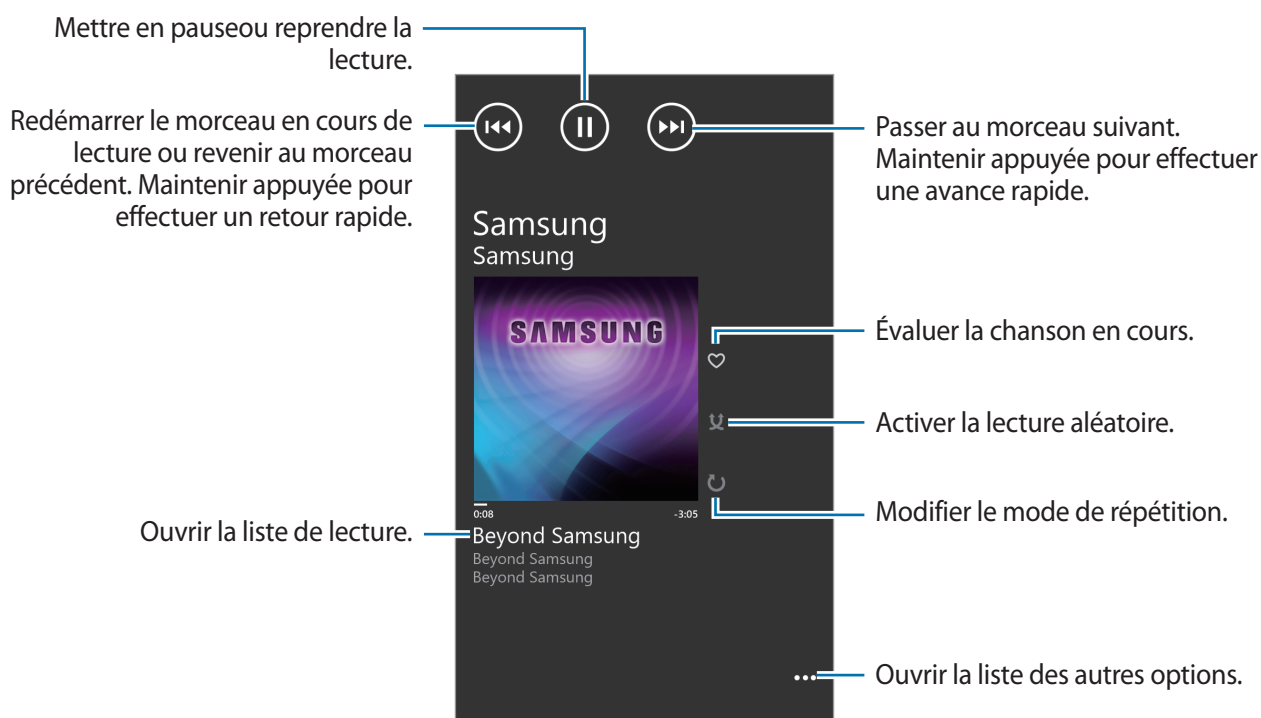 Mettre en pauseou reprendre la
lecture.
Redémarrer le morceau en cours de
lecture ou revenir au morceau
précédent. Maintenir appuyée pour
effectuer un retour rapide.
Passer au morceau suivant.
Maintenir appuyée pour effectuer
une avance rapide.
Samsung
Samsung
SAMSUNG
Évaluer la chanson en cours.
Activer la lecture aléatoire.
Modifier le mode de répétition.
0:08
-3:05
Ouvrir la liste de lecture.
Beyond Samsung
Beyond Samsung
Beyond Samsung
Ouvrir la liste des autres options.